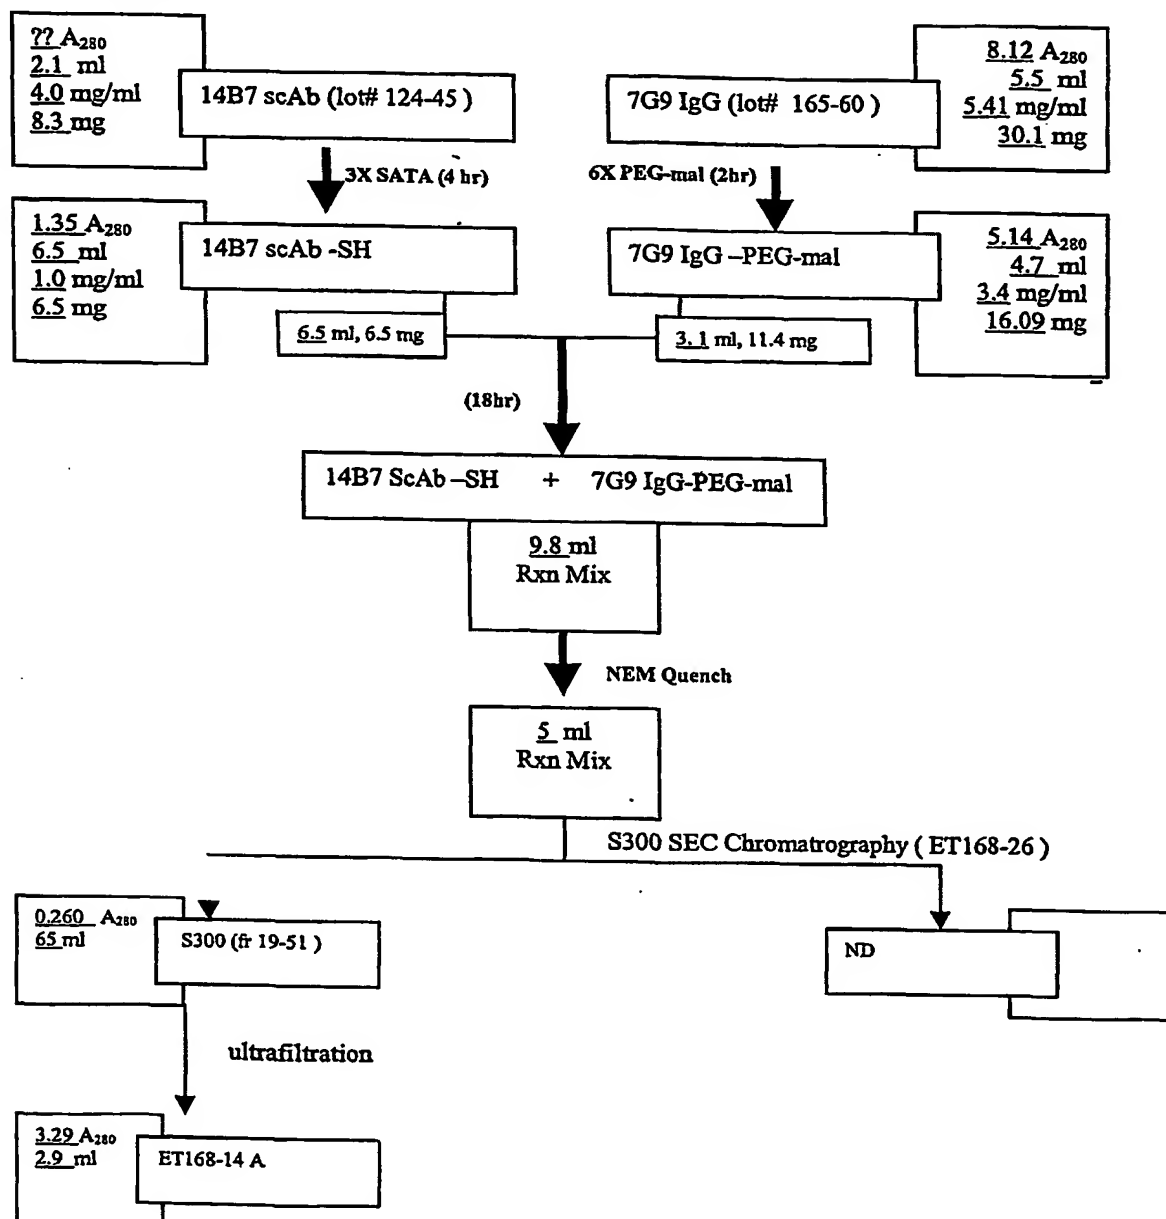 ?? A280
2.1 ml
4.0 mg/ml
8.3 mg
14B7 scAb (lot# 124-45 )
8.12 A280
5.5 ml
5.41 mg/ml
30.1 mg
7G9 IgG (lot# 165-60 )
3X SATA (4 hr)
6X PEG-mal (2hr)
1.35 A280
6.5 ml
1.0 mg/ml
6.5 mg
14B7 scAb -SH
7G9 IgG –PEG-mal
5.14 A280
4.7 ml
3.4 mg/ml
16.09 mg
6.5 ml, 6.5 mg
3. 1 ml, 11.4 mg
(18hr)
14B7 ScAb –SH + 7G9 IgG-PEG-mal
9.8 ml
Rxn Mix
NEM Quench
5 ml
Rxn Mix
S300 SEC Chromatrography ( ET168-26 )
0.260 A280
65 ml
S300 (fr 19-51 )
ND
ultrafiltration
3.29 A280
2.9 ml
ET168-14 A